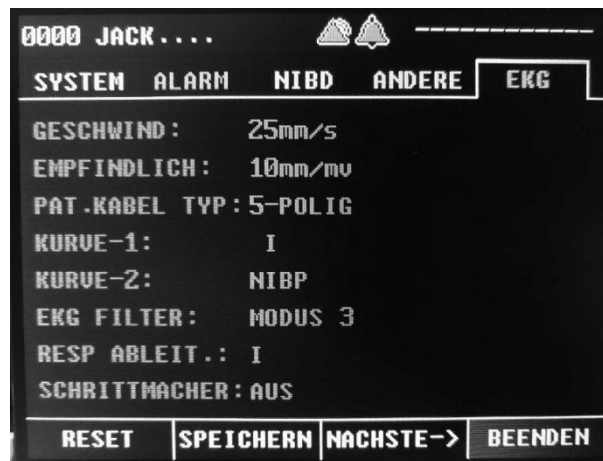 0000 JACK.... ------------
SYSTEM ALARM NIBD ANDERE EKG
GESCHWIND: 25mm/s
EMPFINDLICH: 10mm/mv
PAT.KABEL TYP:5-POLIG
KURVE-1: I
KURVE-2: NIBP
EKG FILTER: MODUS 3
RESP ABLEIT.: I
SCHRITTMACHER:AUS
RESET SPEICHERN NACHSTE-> BEENDEN